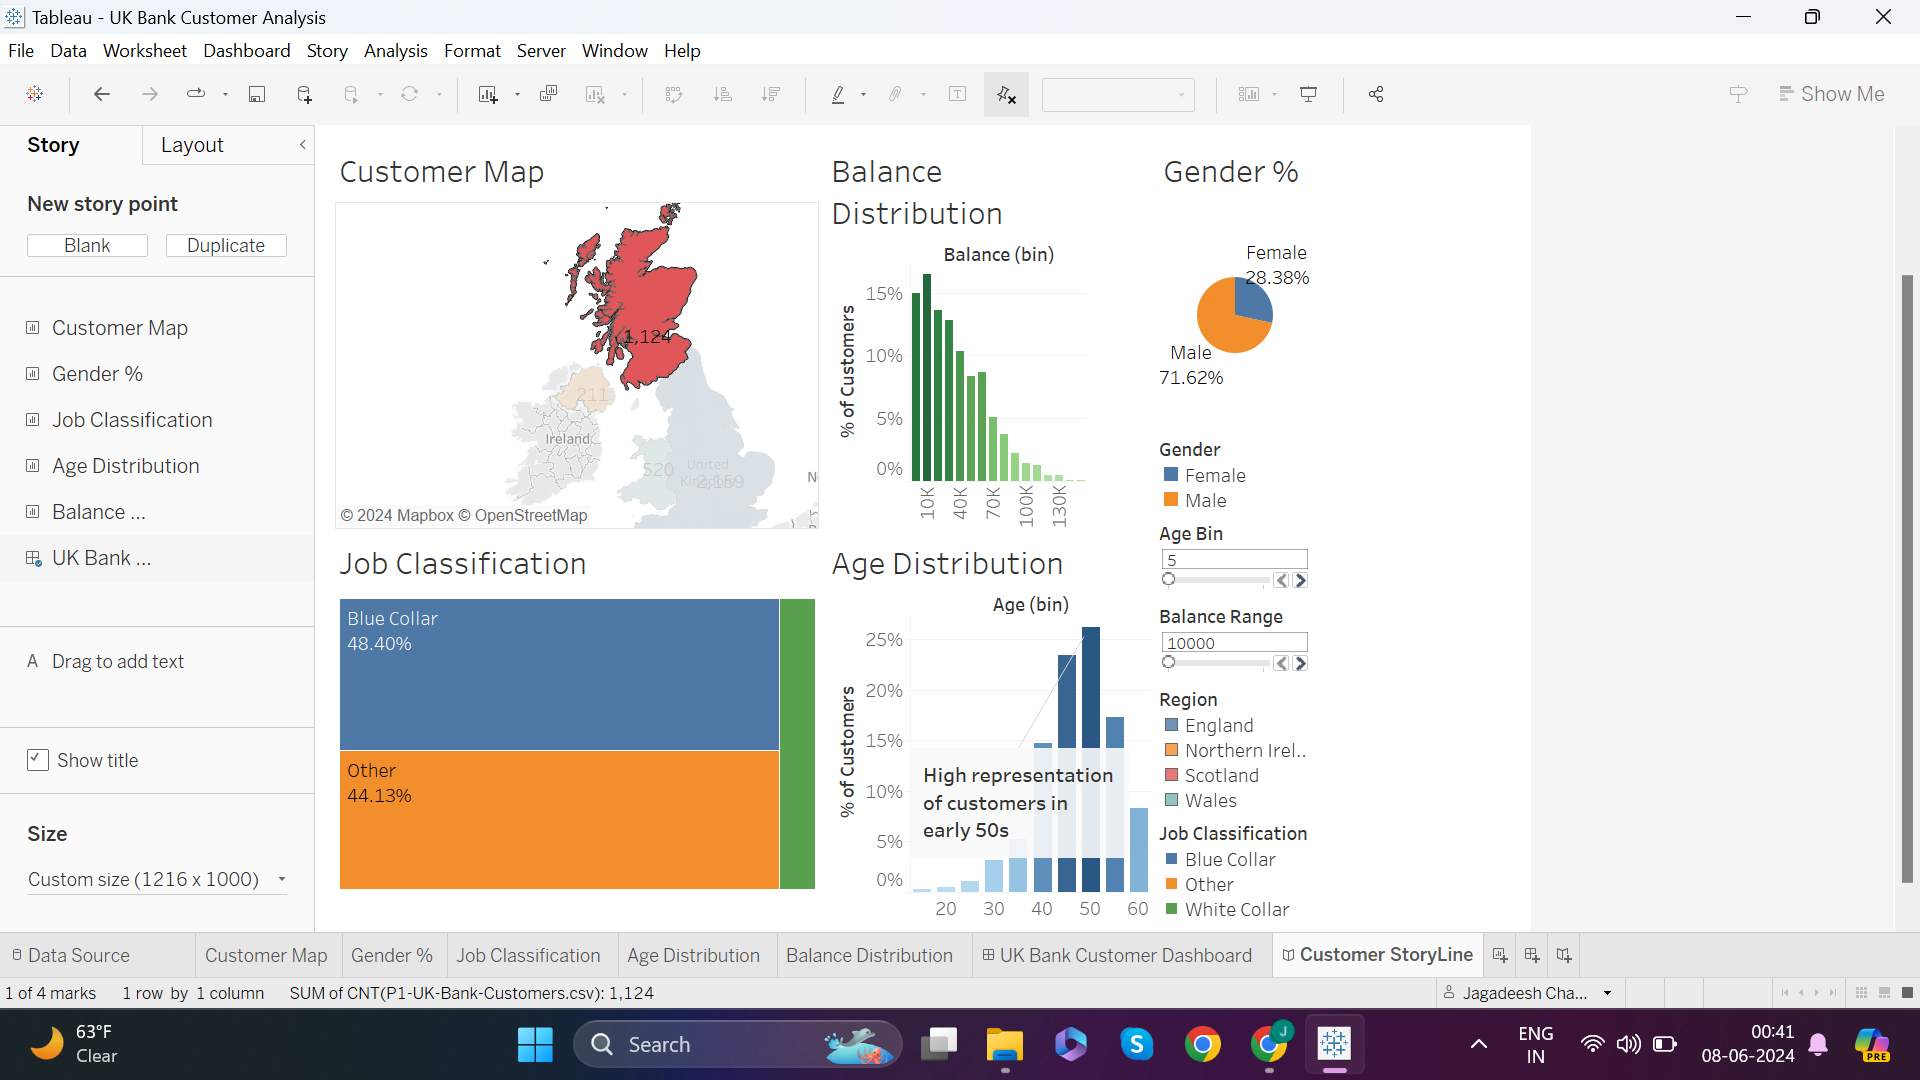 Tableau - UK Bank Customer Analysis
File Data Worksheet Dashboard Story Analysis Format Server Window Help
Show Me
Story
Layout
New story point
Blank
Duplicate
Customer Map
Gender %
Job Classification
Age Distribution
Balance ...
UK Bank ...
A Drag to add text
Show title
Size
Custom size (1216 x 1000)
Customer Map
1,124
211
Ireland
520
United
Kingdom
2,159
© 2024 Mapbox © OpenStreetMap
Balance
Distribution
Balance (bin)
% of Customers
15%
10%
5%
0%
10K
40K
70K
100K
130K
Gender %
Female
28.38%
Male
71.62%
Gender
Female
Male
Age Bin
5
Balance Range
10000
Region
England
Northern Irel..
Scotland
Wales
Job Classification
Blue Collar
Other
White Collar
Job Classification
Blue Collar
48.40%
Other
44.13%
Age Distribution
Age (bin)
% of Customers
25%
20%
15%
10%
5%
0%
High representation
of customers in
early 50s
20 30 40 50 60
Data Source
Customer Map
Gender %
Job Classification
Age Distribution
Balance Distribution
UK Bank Customer Dashboard
Customer StoryLine
1 of 4 marks
1 row by 1 column
SUM of CNT(P1-UK-Bank-Customers.csv): 1,124
Jagadeesh Cha...
63°F
Clear
Search
J
S
ENG
IN
00:41
08-06-2024
PRE